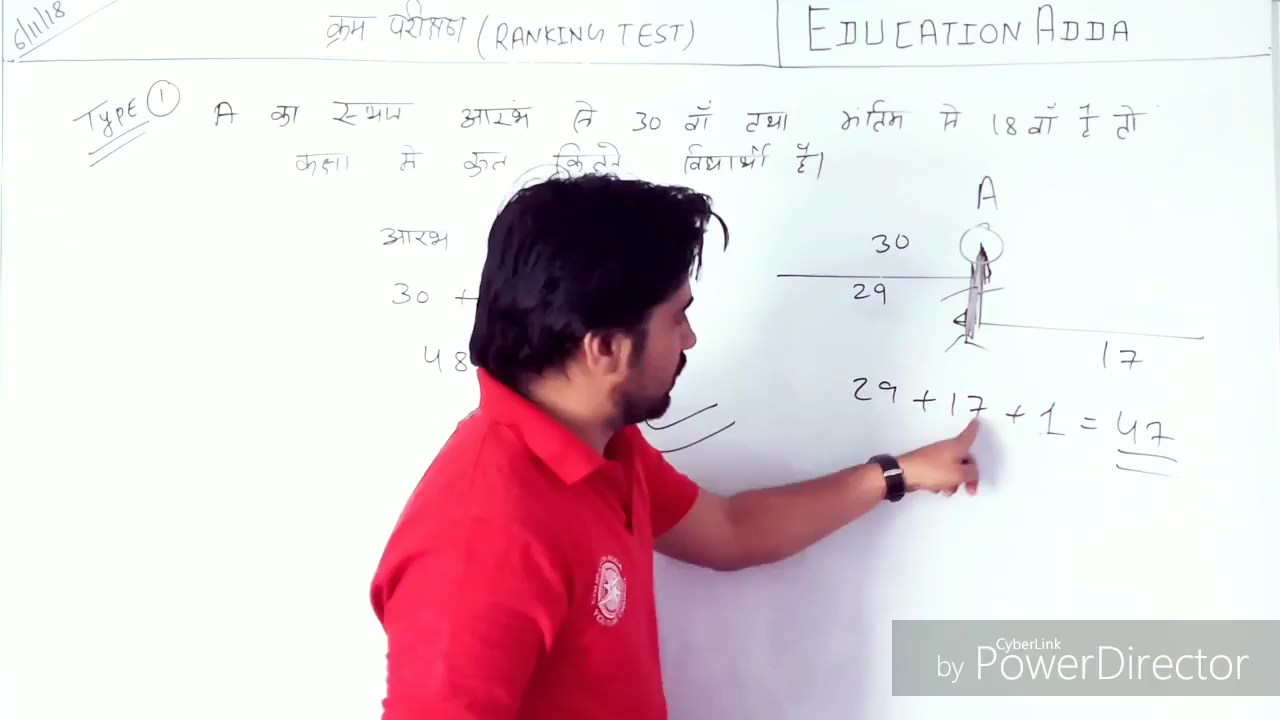 6/11/18
क्रम परीक्षण (RANKING TEST)
EDUCATION ADDA
TYPE 1
A का स्थान आरंभ से 30 वाँ तथा अंतिम से 18 वाँ है तो
कक्षा में कुल कितने विद्यार्थी हैं।
आरंभ
30 +
48
A
30
29
17
29 + 17 + 1 = 47
CyberLink
by PowerDirector